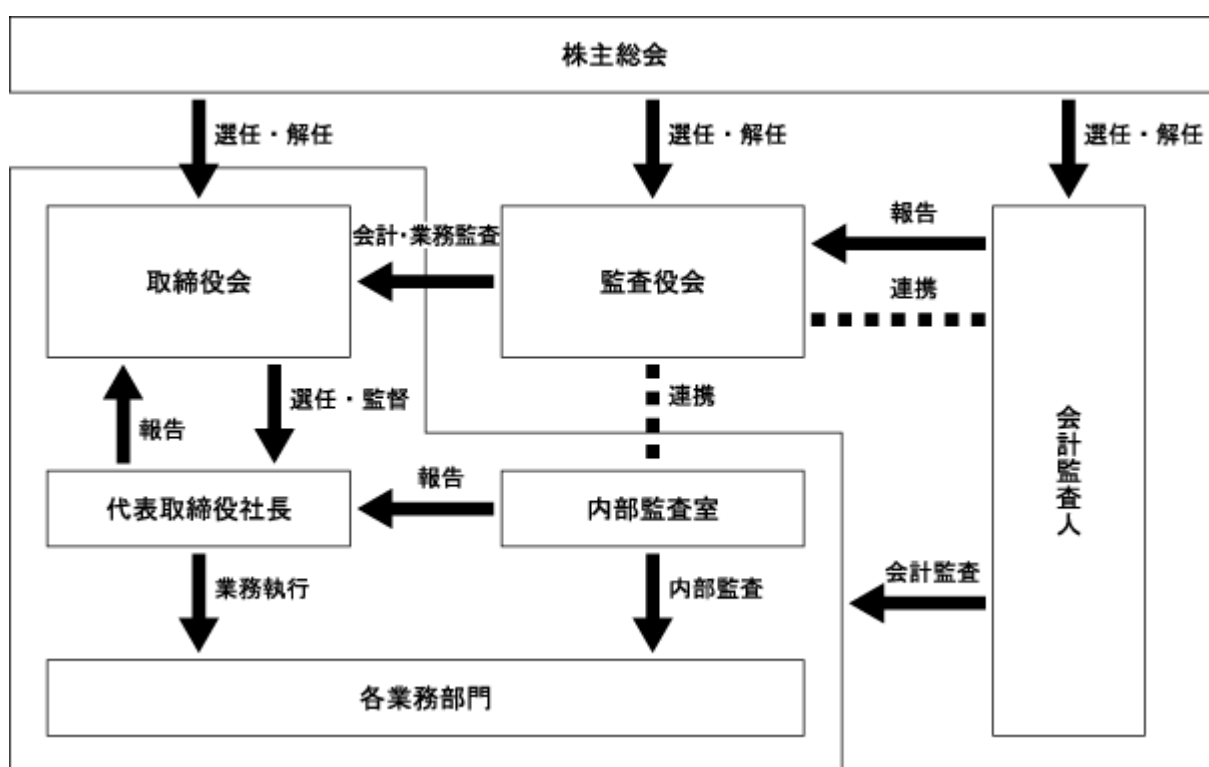 株主総会
選任・解任
選任・解任
選任・解任
取締役会
会計・業務監査
監査役会
報告
連携
会計監査人
選任・監督
報告
連携
代表取締役社長
報告
内部監査室
業務執行
内部監査
会計監査
各業務部門